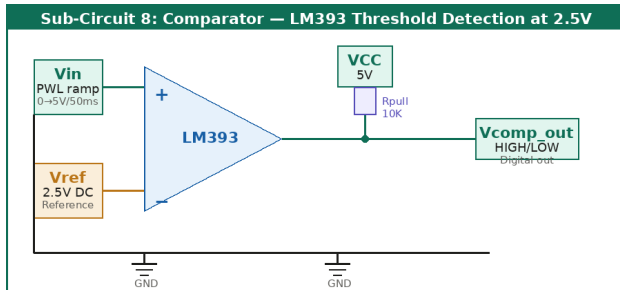 Sub-Circuit 8: Comparator — LM393 Threshold Detection at 2.5V
Vin
PWL ramp
0→5V/50ms
VCC
5V
Rpull
10K
+
LM393
Vcomp_out
HIGH/LOW
Digital out
Vref
2.5V DC
Reference
−
GND
GND